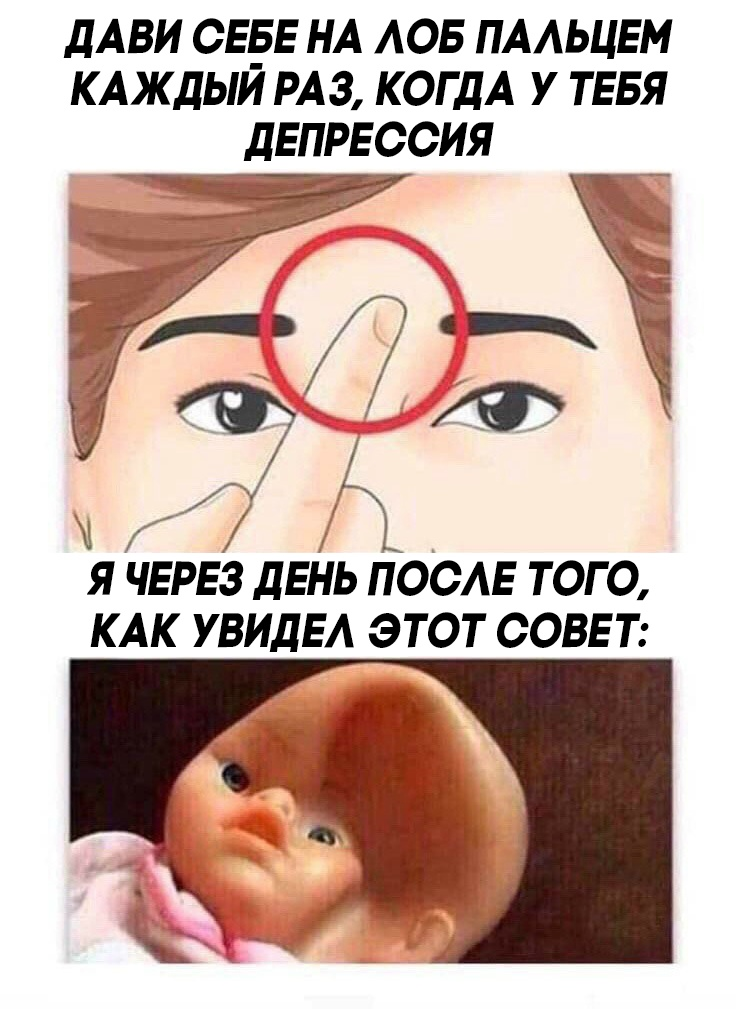 ДАВИ СЕБЕ НА ЛОБ ПАЛЬЦЕМ
КАЖДЫЙ РАЗ, КОГДА У ТЕБЯ
ДЕПРЕССИЯ
Я ЧЕРЕЗ ДЕНЬ ПОСЛЕ ТОГО,
КАК УВИДЕЛ ЭТОТ СОВЕТ: